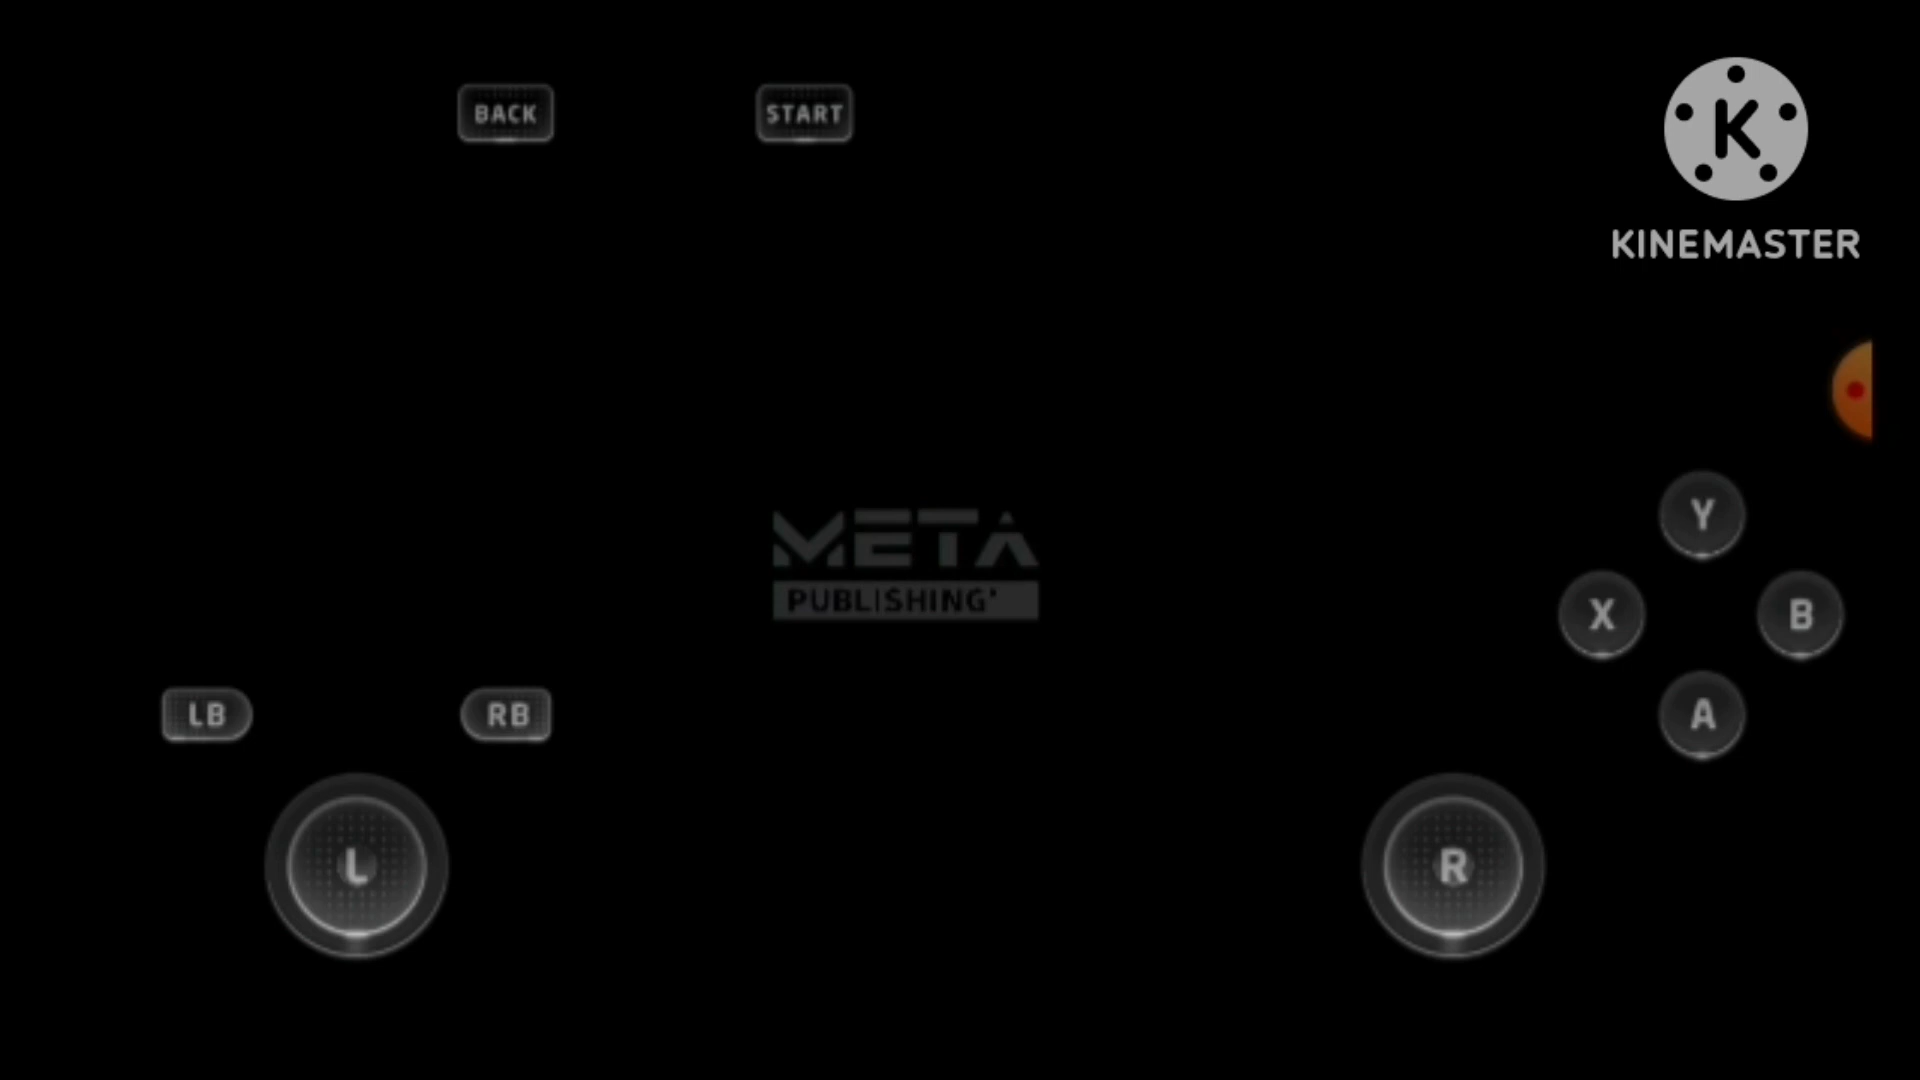 BACK
START
K
KINEMASTER
Y
META
PUBLISHING'
X
B
LB
RB
A
L
R